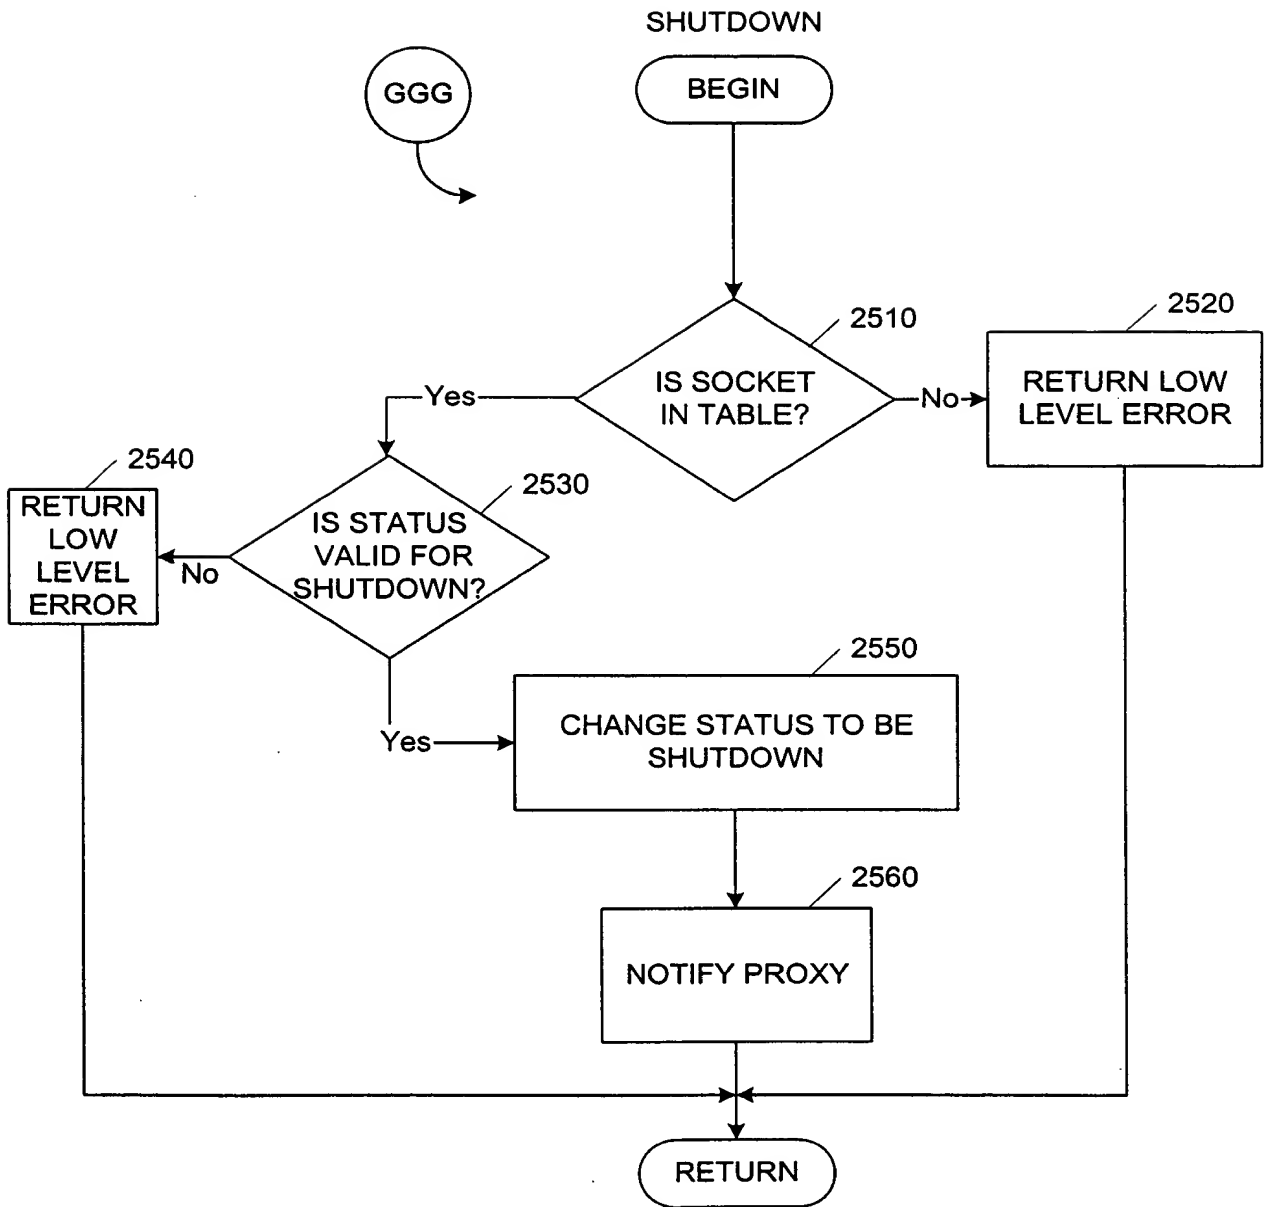 SHUTDOWN
GGG
BEGIN
2510
2520
IS SOCKET
IN TABLE?
Yes
No
RETURN LOW
LEVEL ERROR
2540
2530
RETURN
LOW
LEVEL
ERROR
No
IS STATUS
VALID FOR
SHUTDOWN?
Yes
2550
CHANGE STATUS TO BE
SHUTDOWN
2560
NOTIFY PROXY
RETURN